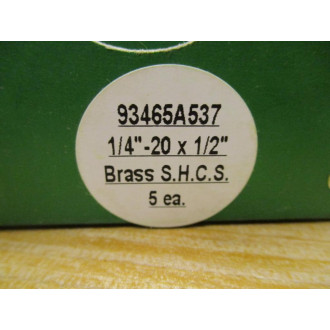 93465A537
1/4"-20 x 1/2"
Brass S.H.C.S.
5 ea.